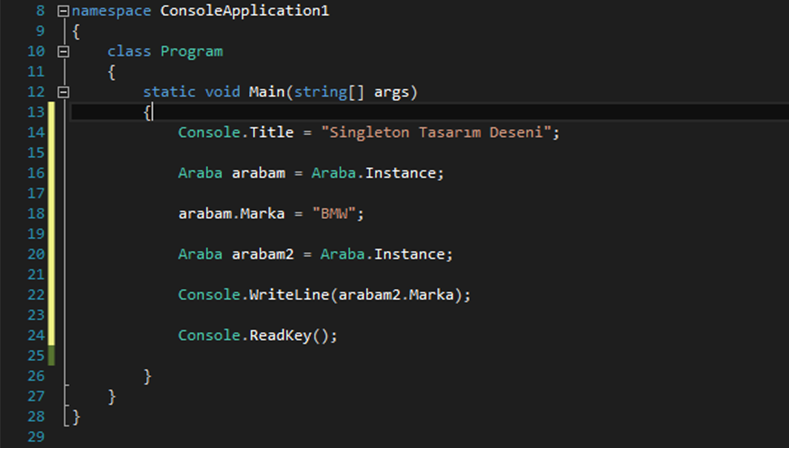 8 namespace ConsoleApplication1
9 {
10 class Program
11 {
12 static void Main(string[] args)
13 {
14 Console.Title = "Singleton Tasarım Deseni";
15
16 Araba arabam = Araba.Instance;
17
18 arabam.Marka = "BMW";
19
20 Araba arabam2 = Araba.Instance;
21
22 Console.WriteLine(arabam2.Marka);
23
24 Console.ReadKey();
25
26 }
27 }
28 }
29